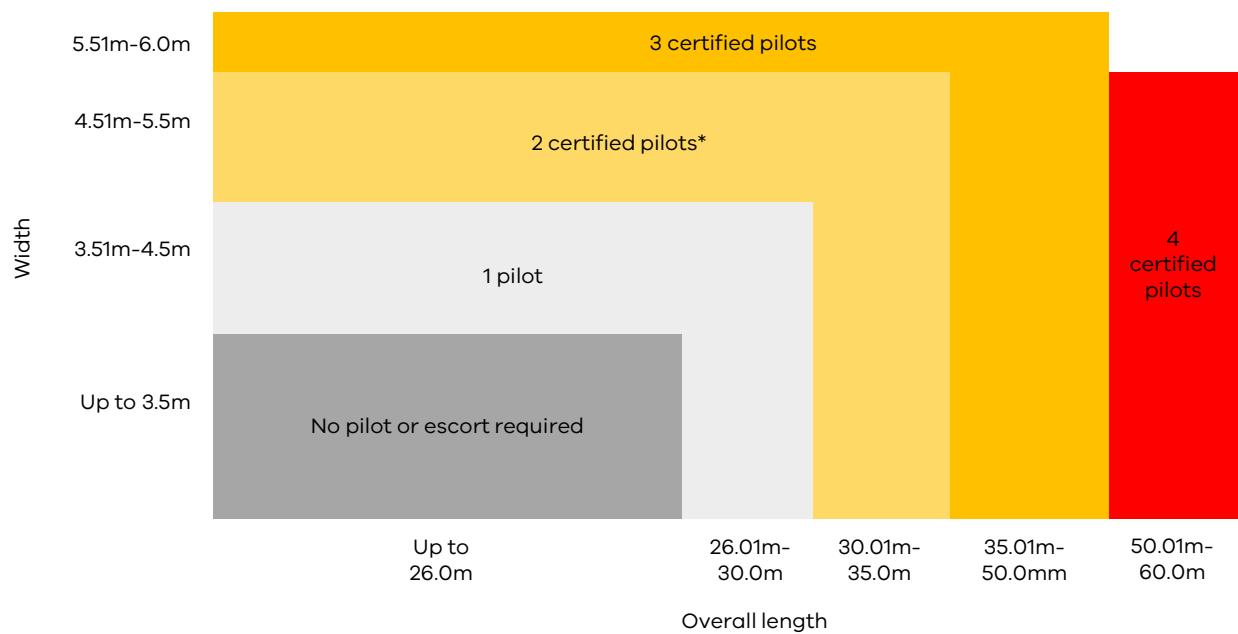 5.51m-6.0m
3 certified pilots
4.51m-5.5m
2 certified pilots*
Width
3.51m-4.5m
1 pilot
4
certified
pilots
Up to 3.5m
No pilot or escort required
Up to
26.0m
26.01m-
30.0m
30.01m-
35.0m
35.01m-
50.0mm
50.01m-
60.0m
Overall length